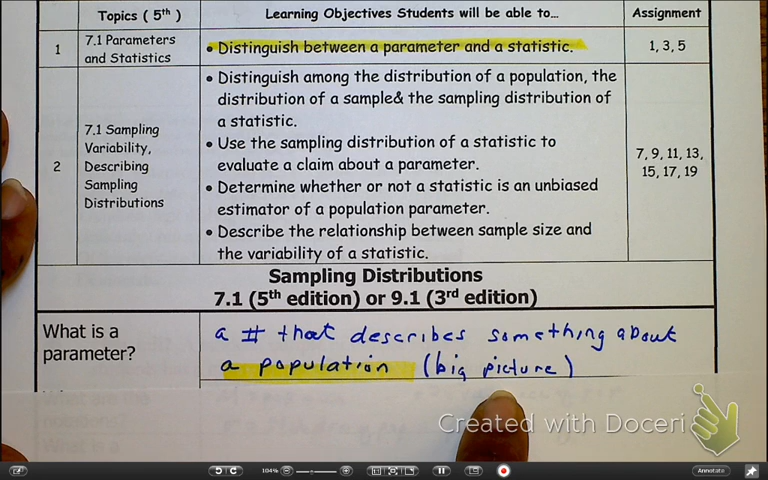 Topics ( 5th )
Learning Objectives Students will be able to...
Assignment
1
7.1 Parameters
and Statistics
• Distinguish between a parameter and a statistic.
1, 3, 5
2
7.1 Sampling
Variability,
Describing
Sampling
Distributions
• Distinguish among the distribution of a population, the
distribution of a sample& the sampling distribution of
a statistic.
• Use the sampling distribution of a statistic to
evaluate a claim about a parameter.
• Determine whether or not a statistic is an unbiased
estimator of a population parameter.
• Describe the relationship between sample size and
the variability of a statistic.
7, 9, 11, 13,
15, 17, 19
Sampling Distributions
7.1 (5th edition) or 9.1 (3rd edition)
What is a
parameter?
a # that describes something about
a population (big picture)
Created with Doceri
104%
Annotate